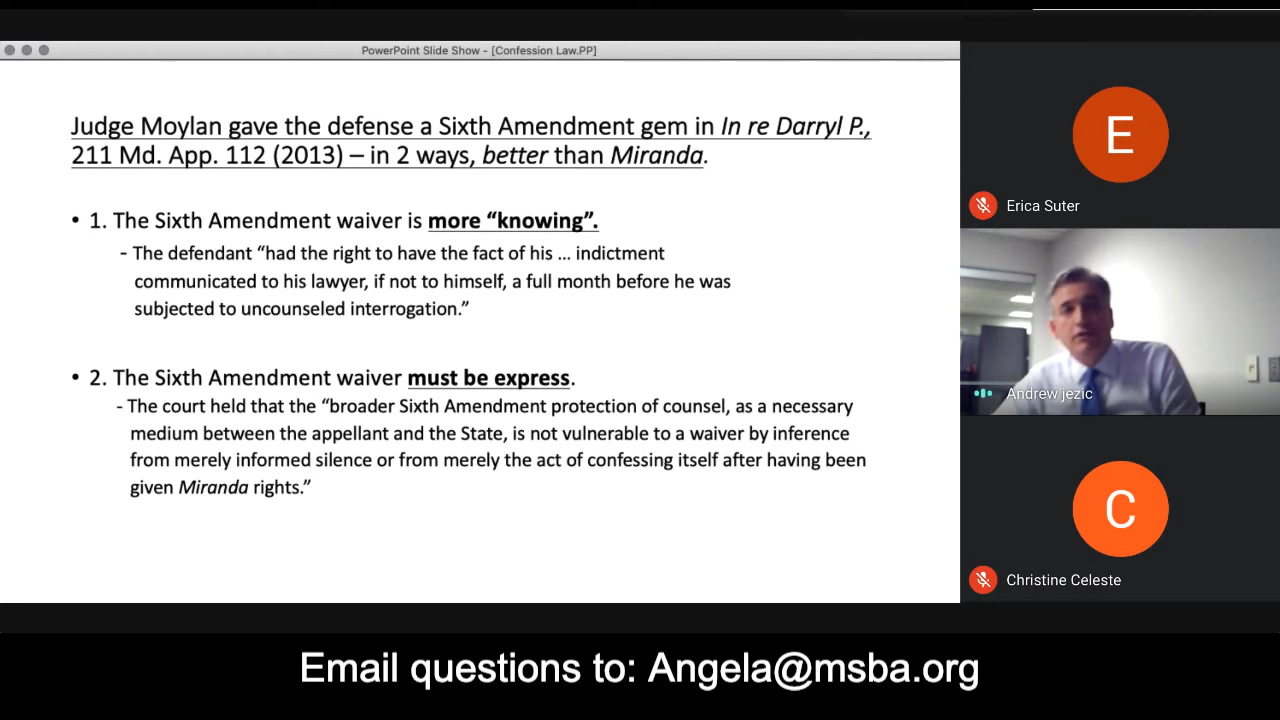 PowerPoint Slide Show - [Confession Law.PP]
Judge Moylan gave the defense a Sixth Amendment gem in In re Darryl P.,
211 Md. App. 112 (2013) – in 2 ways, better than Miranda.
• 1. The Sixth Amendment waiver is more “knowing”.
- The defendant “had the right to have the fact of his … indictment
communicated to his lawyer, if not to himself, a full month before he was
subjected to uncounseled interrogation.”
• 2. The Sixth Amendment waiver must be express.
- The court held that the “broader Sixth Amendment protection of counsel, as a necessary
medium between the appellant and the State, is not vulnerable to a waiver by inference
from merely informed silence or from merely the act of confessing itself after having been
given Miranda rights.”
E
Erica Suter
Andrew jezic
C
Christine Celeste
Email questions to: Angela@msba.org